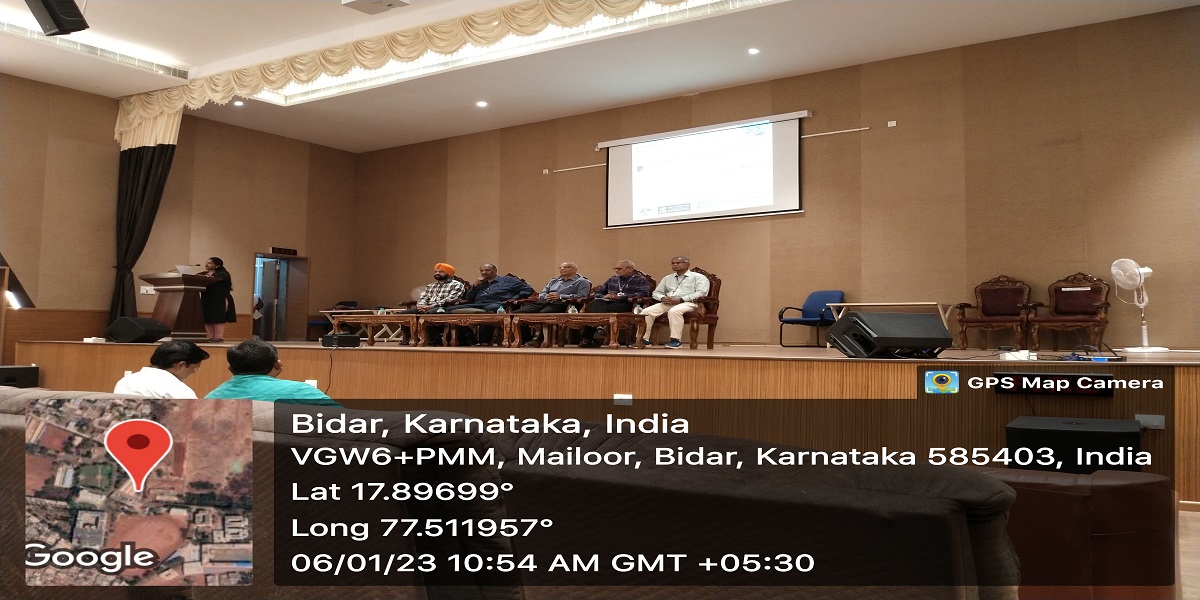 GPS Map Camera
Bidar, Karnataka, India
VGW6+PMM, Mailoor, Bidar, Karnataka 585403, India
Lat 17.89699°
Long 77.511957°
06/01/23 10:54 AM GMT +05:30
Google